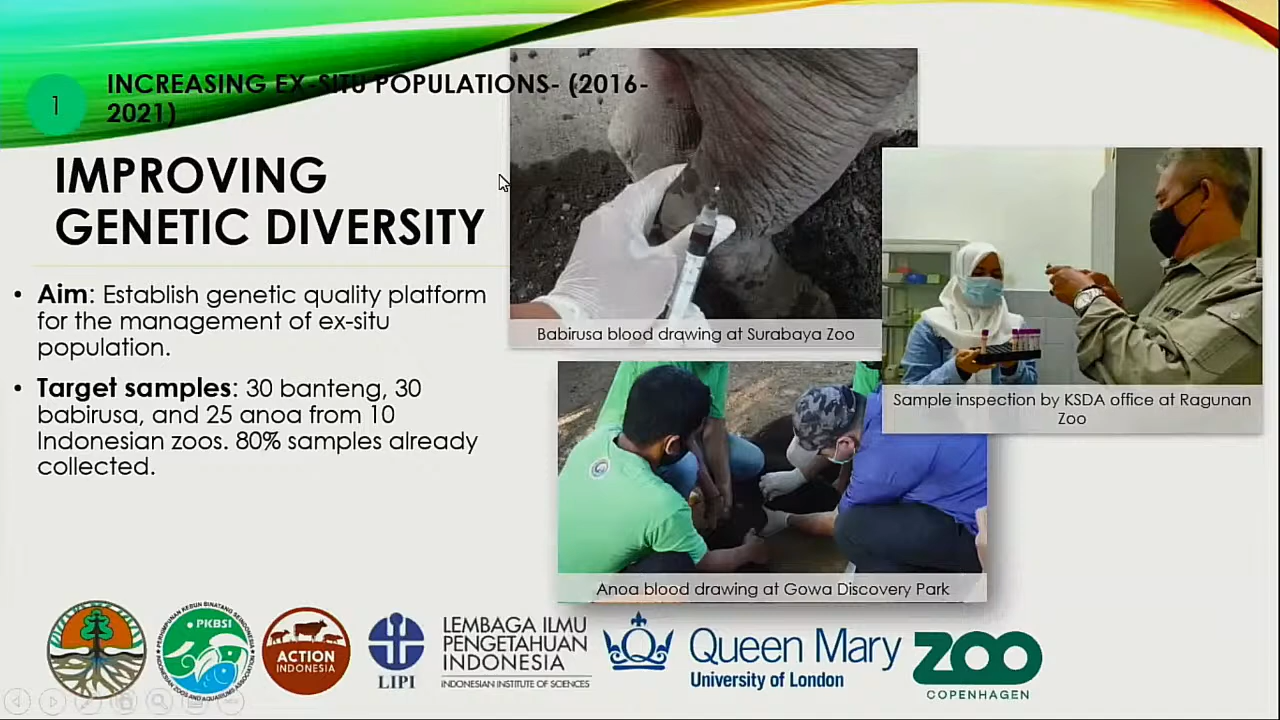 1
INCREASING EX-SITU POPULATIONS- (2016-
2021)
IMPROVING
GENETIC DIVERSITY
• Aim: Establish genetic quality platform
for the management of ex-situ
population.
• Target samples: 30 banteng, 30
babirusa, and 25 anoa from 10
Indonesian zoos. 80% samples already
collected.
Babirusa blood drawing at Surabaya Zoo
Sample inspection by KSDA office at Ragunan
Zoo
Anoa blood drawing at Gowa Discovery Park
PKBSI
ACTION
INDONESIA
LIPI
LEMBAGA ILMU
PENGETAHUAN
INDONESIA
INDONESIAN INSTITUTE OF SCIENCES
Queen Mary
University of London
ZOO
COPENHAGEN